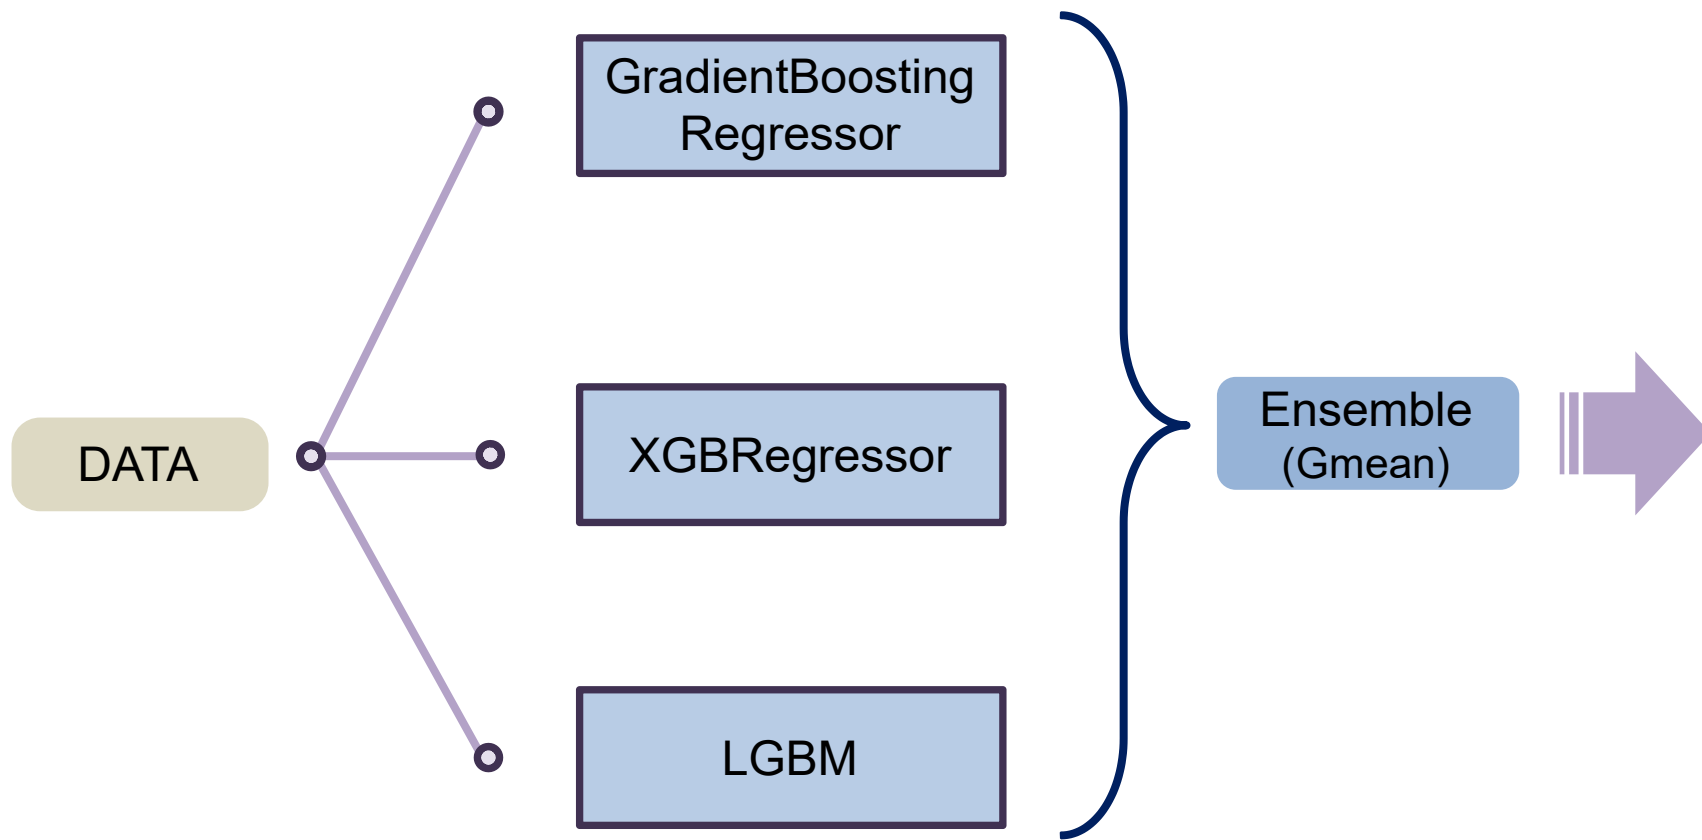 GradientBoosting
Regressor
DATA
XGBRegressor
Ensemble
(Gmean)
LGBM